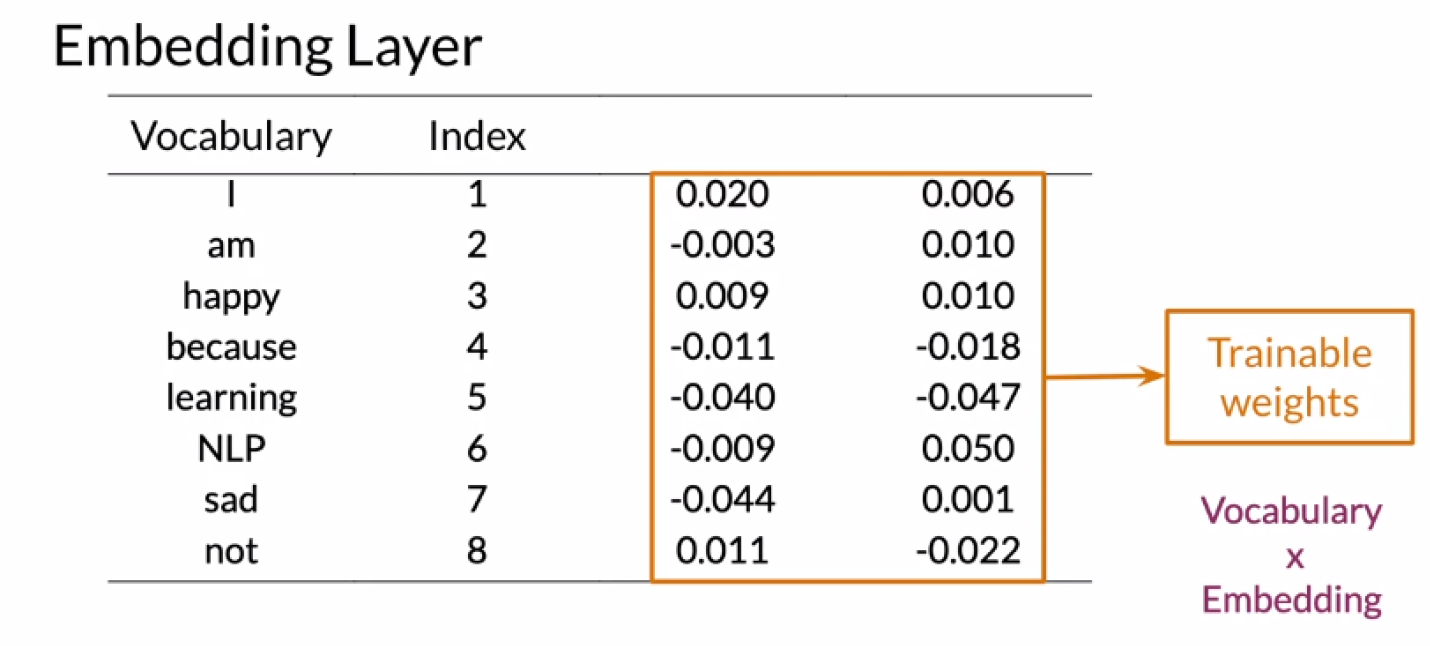 Embedding Layer
Vocabulary Index
I 1 0.020 0.006
am 2 -0.003 0.010
happy 3 0.009 0.010
because 4 -0.011 -0.018
learning 5 -0.040 -0.047
NLP 6 -0.009 0.050
sad 7 -0.044 0.001
not 8 0.011 -0.022
Trainable
weights
Vocabulary
x
Embedding